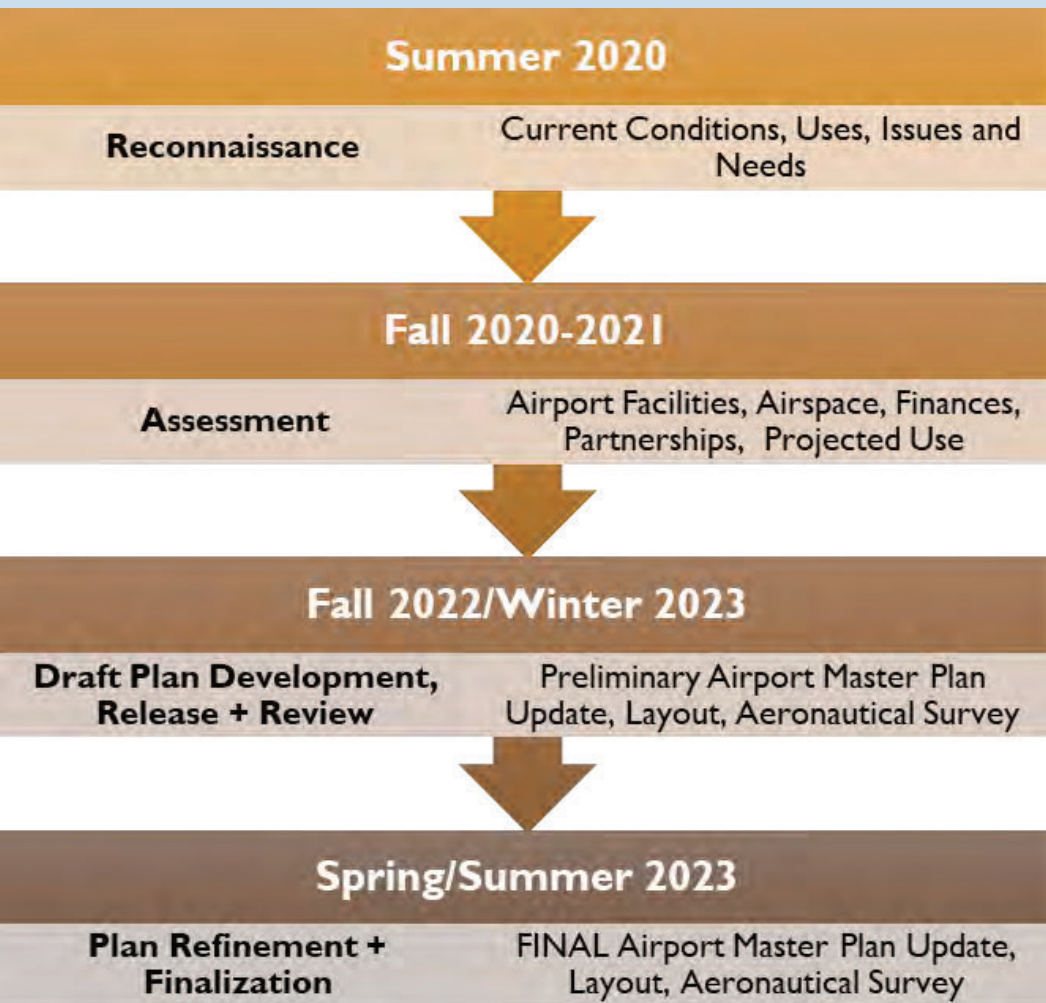 Summer 2020
Reconnaissance
Current Conditions, Uses, Issues and
Needs
Fall 2020-2021
Assessment
Airport Facilities, Airspace, Finances,
Partnerships, Projected Use
Fall 2022/Winter 2023
Draft Plan Development,
Release + Review
Preliminary Airport Master Plan
Update, Layout, Aeronautical Survey
Spring/Summer 2023
Plan Refinement +
Finalization
FINAL Airport Master Plan Update,
Layout, Aeronautical Survey